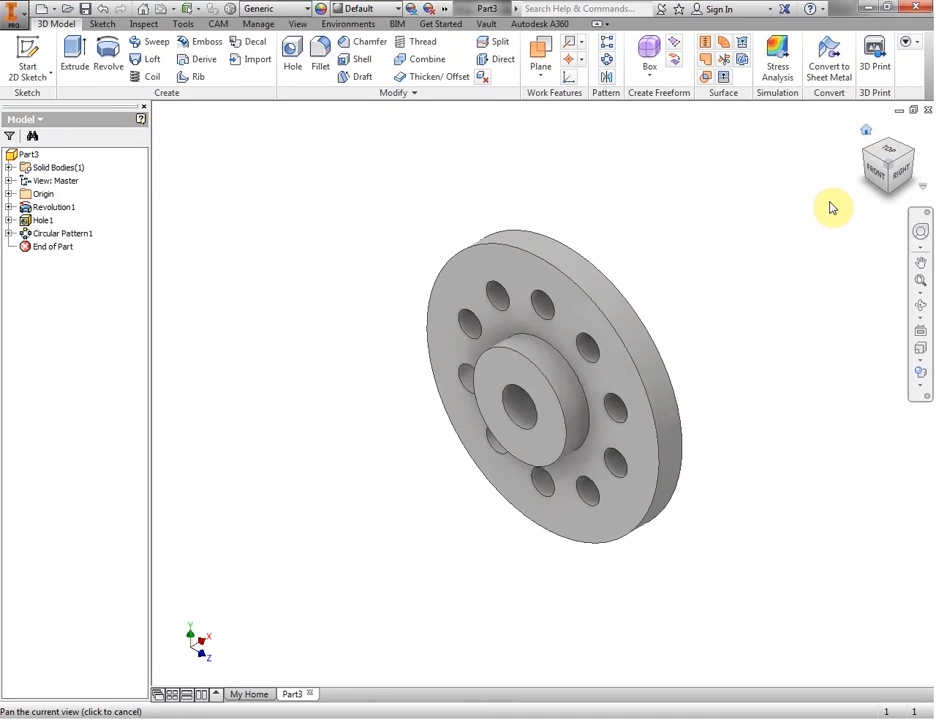 Generic
Default
Part3
Search Help & Commands...
Sign In
PRO
3D Model
Sketch
Inspect
Tools
CAM
Manage
View
Environments
BIM
Get Started
Vault
Autodesk A360
Start
2D Sketch
Extrude
Revolve
Sweep
Loft
Coil
Emboss
Derive
Rib
Decal
Import
Hole
Fillet
Chamfer
Shell
Draft
Thread
Combine
Thicken/ Offset
Split
Direct
Plane
Box
Stress
Analysis
Convert to
Sheet Metal
3D Print
Sketch
Create
Modify
Work Features
Pattern
Create Freeform
Surface
Simulation
Convert
3D Print
Model
Part3
Solid Bodies(1)
View: Master
Origin
Revolution1
Hole1
Circular Pattern1
End of Part
TOP
FRONT
RIGHT
Y
X
Z
My Home
Part3
Pan the current view (click to cancel)
1
1